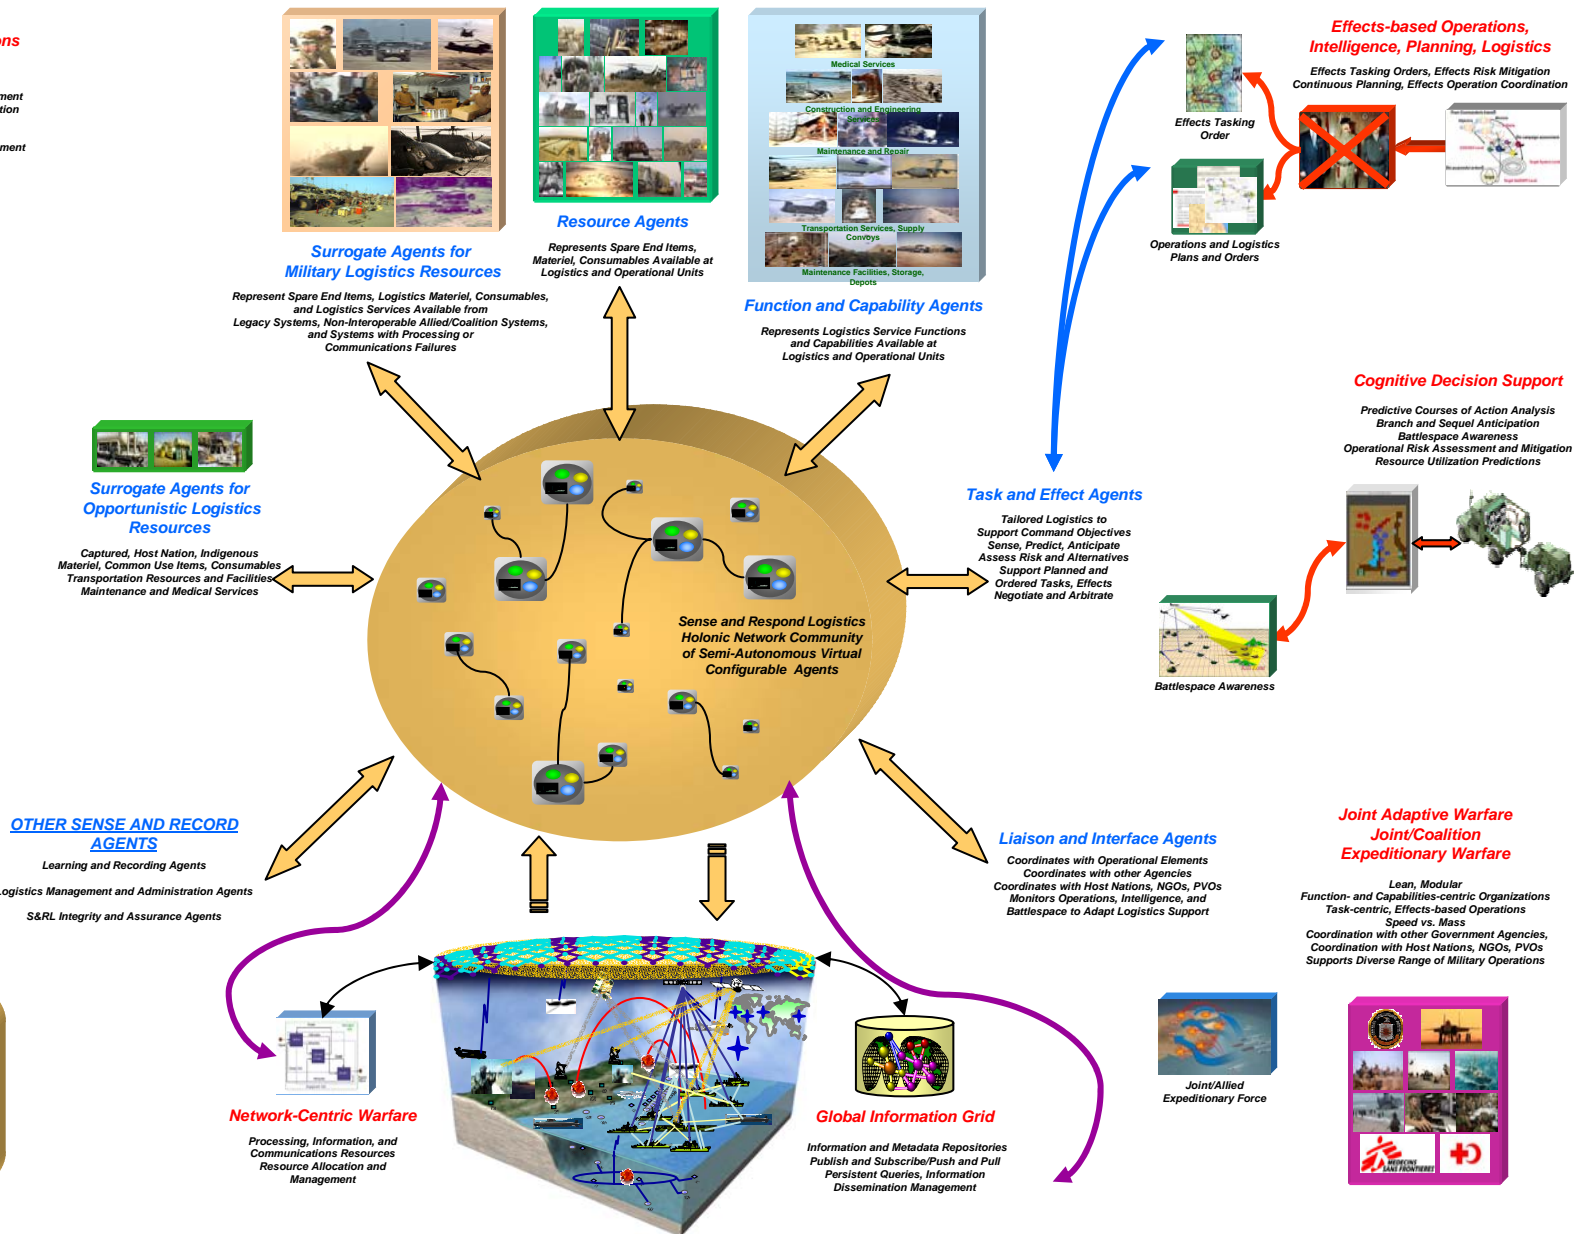 ons
ment
tion
ment
Surrogate Agents for
Military Logistics Resources
Represent Spare End Items, Logistics Materiel, Consumables,
and Logistics Services Available from
Legacy Systems, Non-Interoperable Allied/Coalition Systems,
and Systems with Processing or
Communications Failures
Resource Agents
Represents Spare End Items,
Materiel, Consumables Available at
Logistics and Operational Units
Medical Services
Construction and Engineering
Services
Maintenance and Repair
Transportation Services, Supply
Convoys
Maintenance Facilities, Storage,
Depots
Function and Capability Agents
Represents Logistics Service Functions
and Capabilities Available at
Logistics and Operational Units
Effects-based Operations,
Intelligence, Planning, Logistics
Effects Tasking Orders, Effects Risk Mitigation
Continuous Planning, Effects Operation Coordination
Effects Tasking
Order
Operations and Logistics
Plans and Orders
Cognitive Decision Support
Predictive Courses of Action Analysis
Branch and Sequel Anticipation
Battlespace Awareness
Operational Risk Assessment and Mitigation
Resource Utilization Predictions
Battlespace Awareness
Surrogate Agents for
Opportunistic Logistics
Resources
Captured, Host Nation, Indigenous
Materiel, Common Use Items, Consumables
Transportation Resources and Facilities
Maintenance and Medical Services
Task and Effect Agents
Tailored Logistics to
Support Command Objectives
Sense, Predict, Anticipate
Assess Risk and Alternatives
Support Planned and
Ordered Tasks, Effects
Negotiate and Arbitrate
Sense and Respond Logistics
Holonic Network Community
of Semi-Autonomous Virtual
Configurable Agents
OTHER SENSE AND RECORD
AGENTS
Learning and Recording Agents
Logistics Management and Administration Agents
S&RL Integrity and Assurance Agents
Liaison and Interface Agents
Coordinates with Operational Elements
Coordinates with other Agencies
Coordinates with Host Nations, NGOs, PVOs
Monitors Operations, Intelligence, and
Battlespace to Adapt Logistics Support
Joint Adaptive Warfare
Joint/Coalition
Expeditionary Warfare
Lean, Modular
Function- and Capabilities-centric Organizations
Task-centric, Effects-based Operations
Speed vs. Mass
Coordination with other Government Agencies,
Coordination with Host Nations, NGOs, PVOs
Supports Diverse Range of Military Operations
Joint/Allied
Expeditionary Force
MEDECINS
SANS FRONTIERES
Network-Centric Warfare
Processing, Information, and
Communications Resources
Resource Allocation and
Management
Global Information Grid
Information and Metadata Repositories
Publish and Subscribe/Push and Pull
Persistent Queries, Information
Dissemination Management